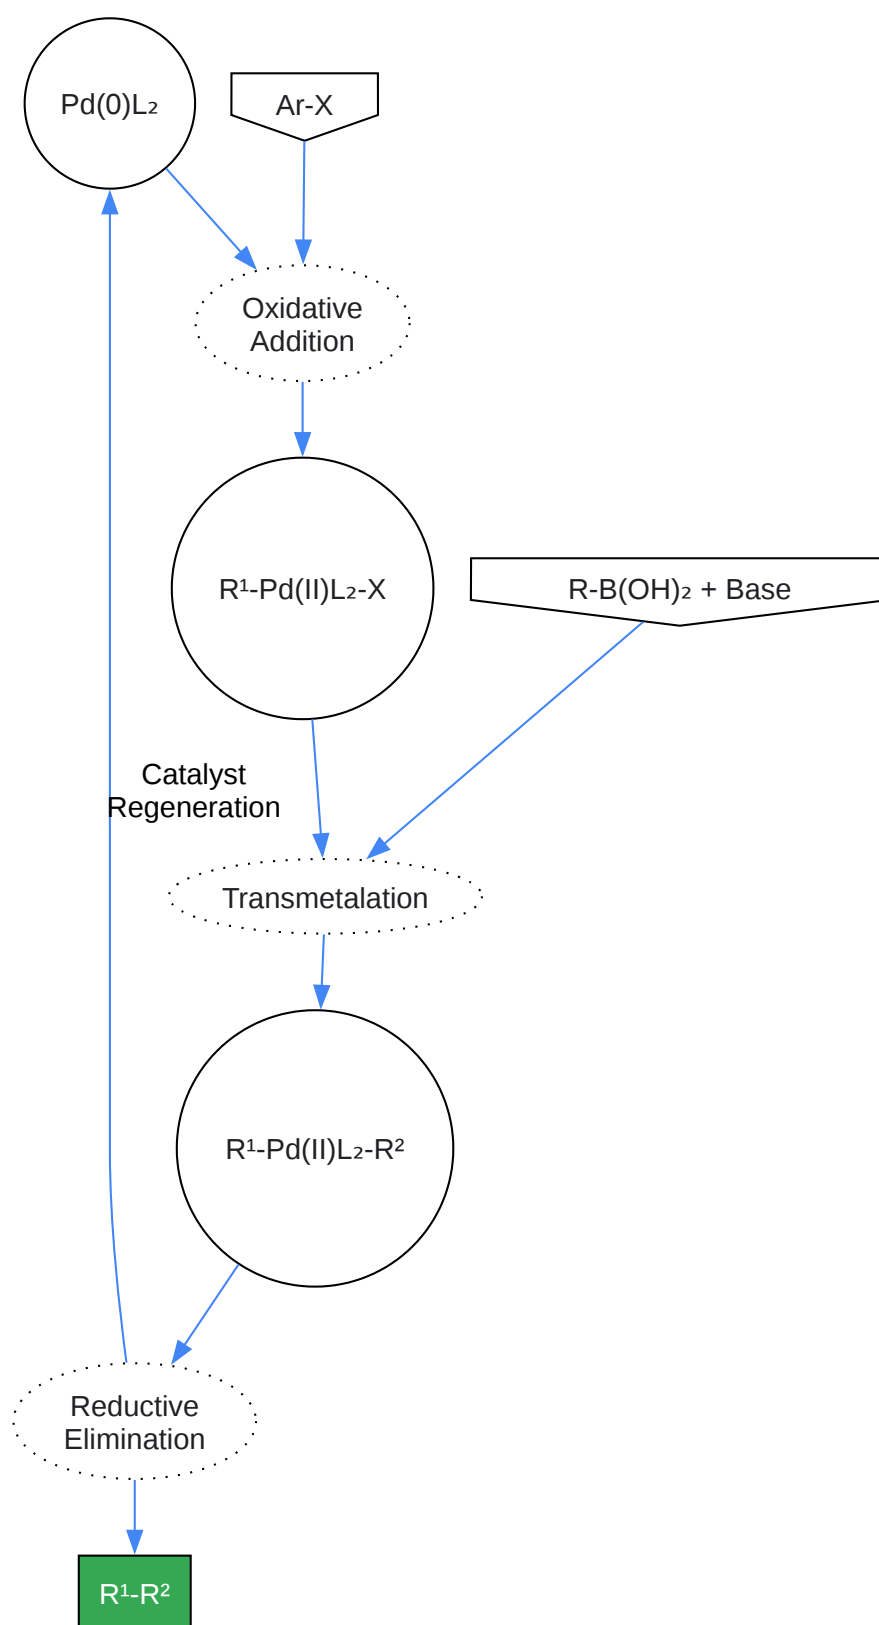 Pd(0)L₂
Ar-X
Oxidative
Addition
R¹-Pd(II)L₂-X
R-B(OH)₂ + Base
Catalyst
Regeneration
Transmetalation
R¹-Pd(II)L₂-R²
Reductive
Elimination
R¹-R²